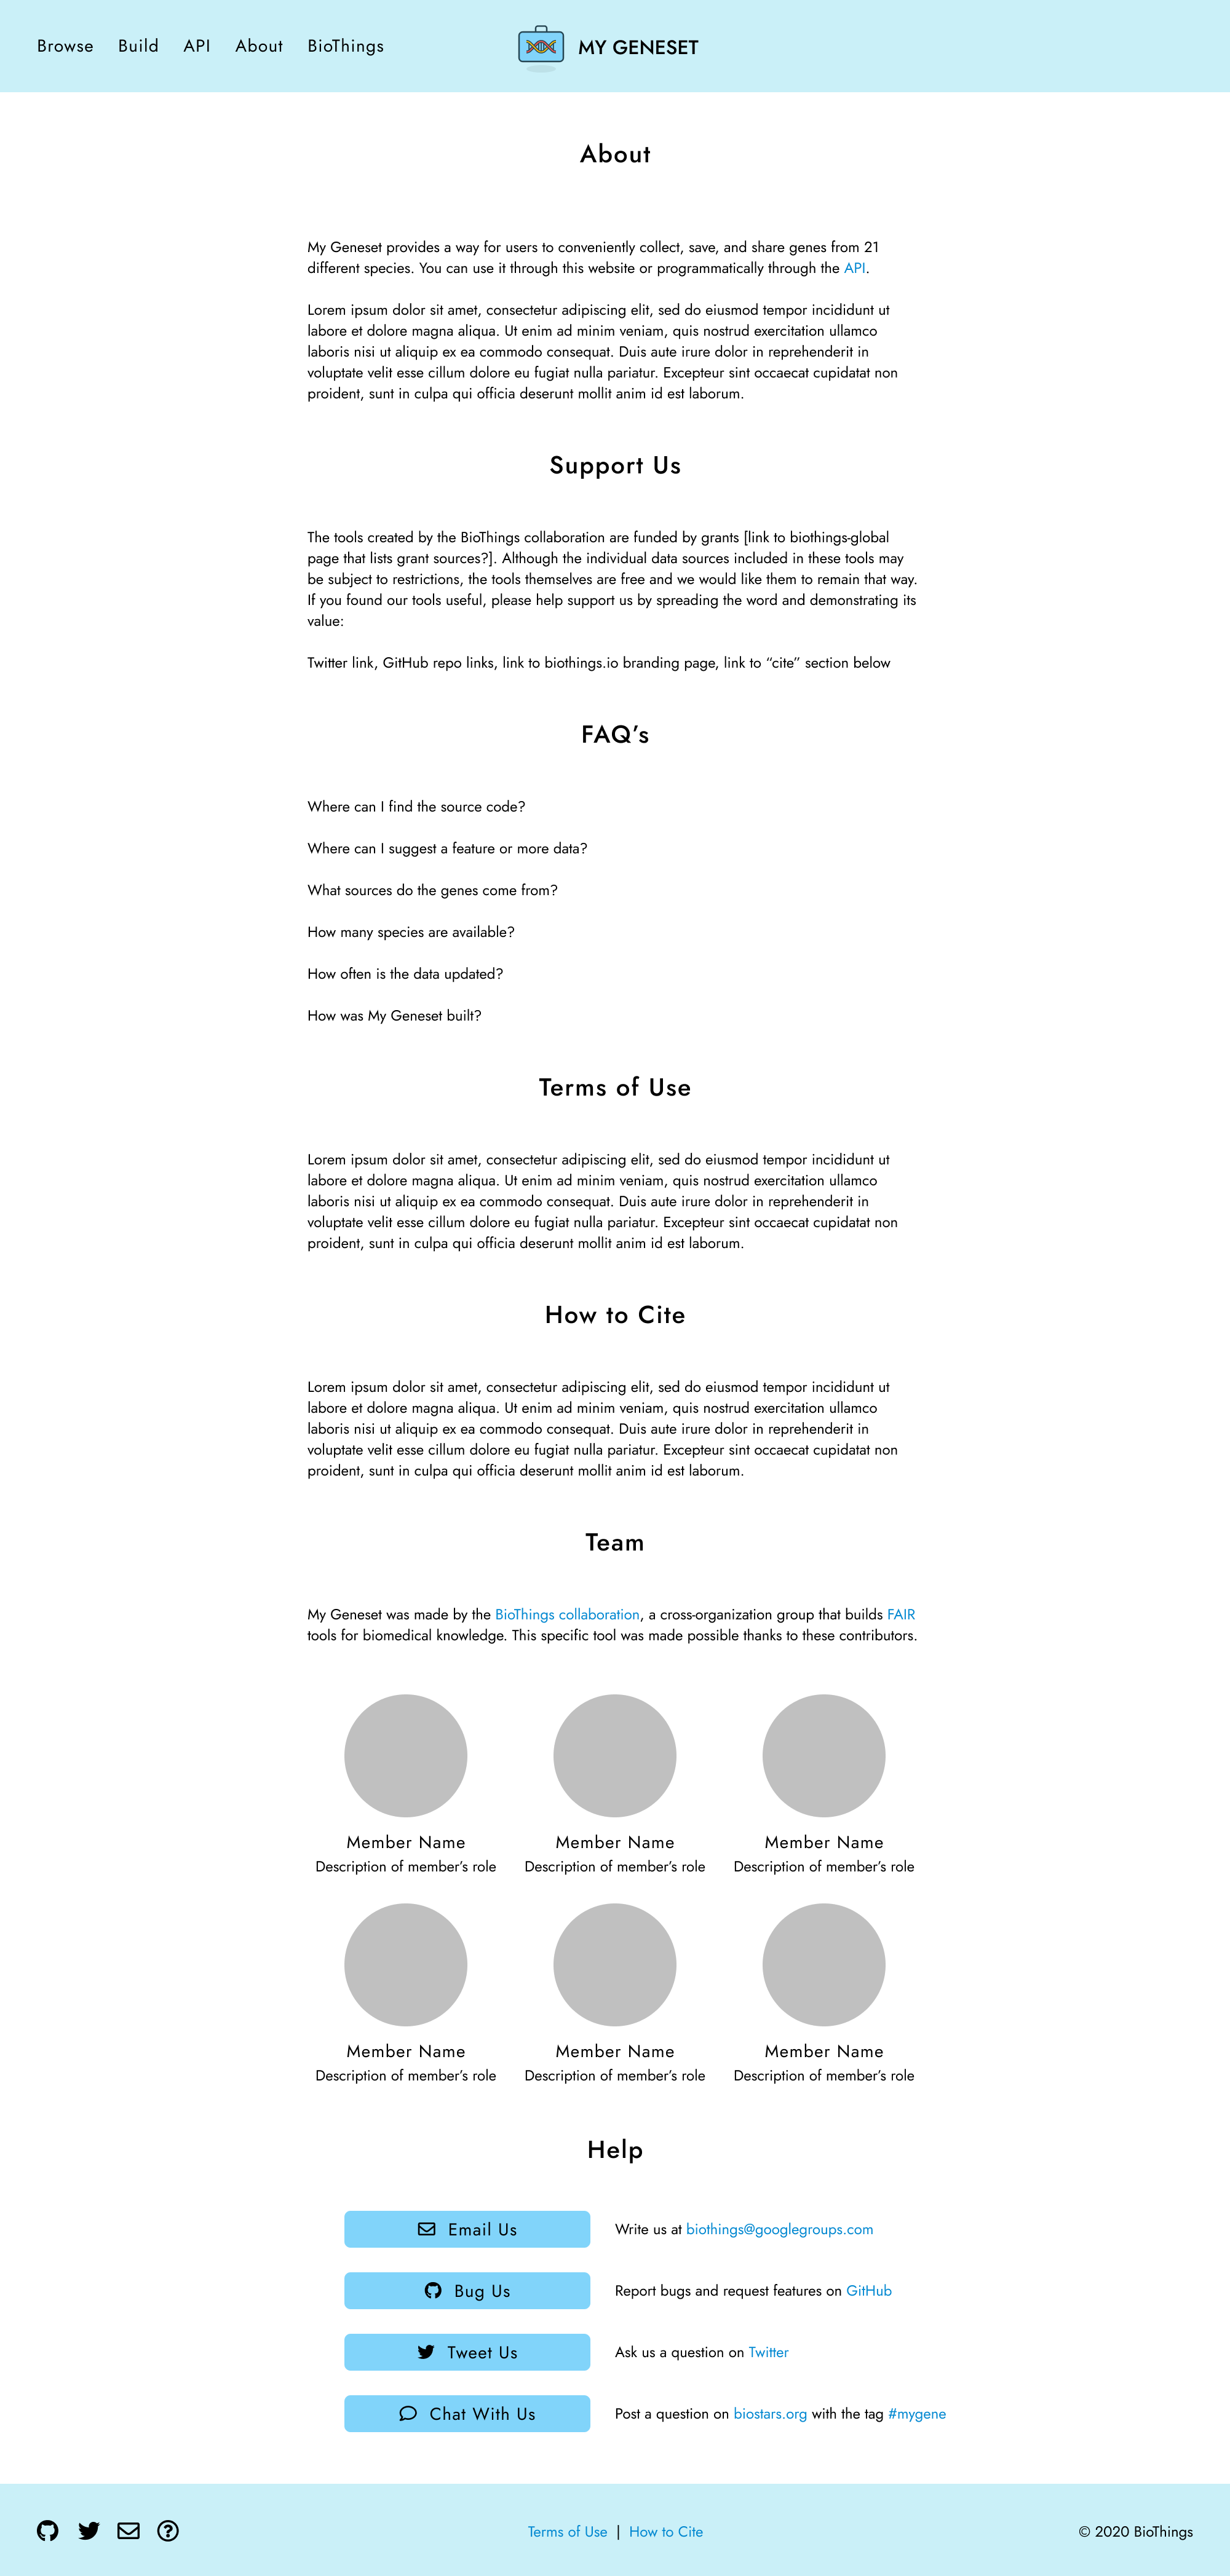 Browse Build API About BioThings MY GENESET
About
My Geneset provides a way for users to conveniently collect, save, and share genes from 21
different species. You can use it through this website or programmatically through the API.
Lorem ipsum dolor sit amet, consectetur adipiscing elit, sed do eiusmod tempor incididunt ut
labore et dolore magna aliqua. Ut enim ad minim veniam, quis nostrud exercitation ullamco
laboris nisi ut aliquip ex ea commodo consequat. Duis aute irure dolor in reprehenderit in
voluptate velit esse cillum dolore eu fugiat nulla pariatur. Excepteur sint occaecat cupidatat non
proident, sunt in culpa qui officia deserunt mollit anim id est laborum.
Support Us
The tools created by the BioThings collaboration are funded by grants [link to biothings-global
page that lists grant sources?]. Although the individual data sources included in these tools may
be subject to restrictions, the tools themselves are free and we would like them to remain that way.
If you found our tools useful, please help support us by spreading the word and demonstrating its
value:
Twitter link, GitHub repo links, link to biothings.io branding page, link to “cite” section below
FAQ’s
Where can I find the source code?
Where can I suggest a feature or more data?
What sources do the genes come from?
How many species are available?
How often is the data updated?
How was My Geneset built?
Terms of Use
Lorem ipsum dolor sit amet, consectetur adipiscing elit, sed do eiusmod tempor incididunt ut
labore et dolore magna aliqua. Ut enim ad minim veniam, quis nostrud exercitation ullamco
laboris nisi ut aliquip ex ea commodo consequat. Duis aute irure dolor in reprehenderit in
voluptate velit esse cillum dolore eu fugiat nulla pariatur. Excepteur sint occaecat cupidatat non
proident, sunt in culpa qui officia deserunt mollit anim id est laborum.
How to Cite
Lorem ipsum dolor sit amet, consectetur adipiscing elit, sed do eiusmod tempor incididunt ut
labore et dolore magna aliqua. Ut enim ad minim veniam, quis nostrud exercitation ullamco
laboris nisi ut aliquip ex ea commodo consequat. Duis aute irure dolor in reprehenderit in
voluptate velit esse cillum dolore eu fugiat nulla pariatur. Excepteur sint occaecat cupidatat non
proident, sunt in culpa qui officia deserunt mollit anim id est laborum.
Team
My Geneset was made by the BioThings collaboration, a cross-organization group that builds FAIR
tools for biomedical knowledge. This specific tool was made possible thanks to these contributors.
Member Name Member Name Member Name
Description of member’s role Description of member’s role Description of member’s role
Member Name Member Name Member Name
Description of member’s role Description of member’s role Description of member’s role
Help
Email Us Write us at biothings@googlegroups.com
Bug Us Report bugs and request features on GitHub
Tweet Us Ask us a question on Twitter
Chat With Us Post a question on biostars.org with the tag #mygene
Terms of Use | How to Cite © 2020 BioThings